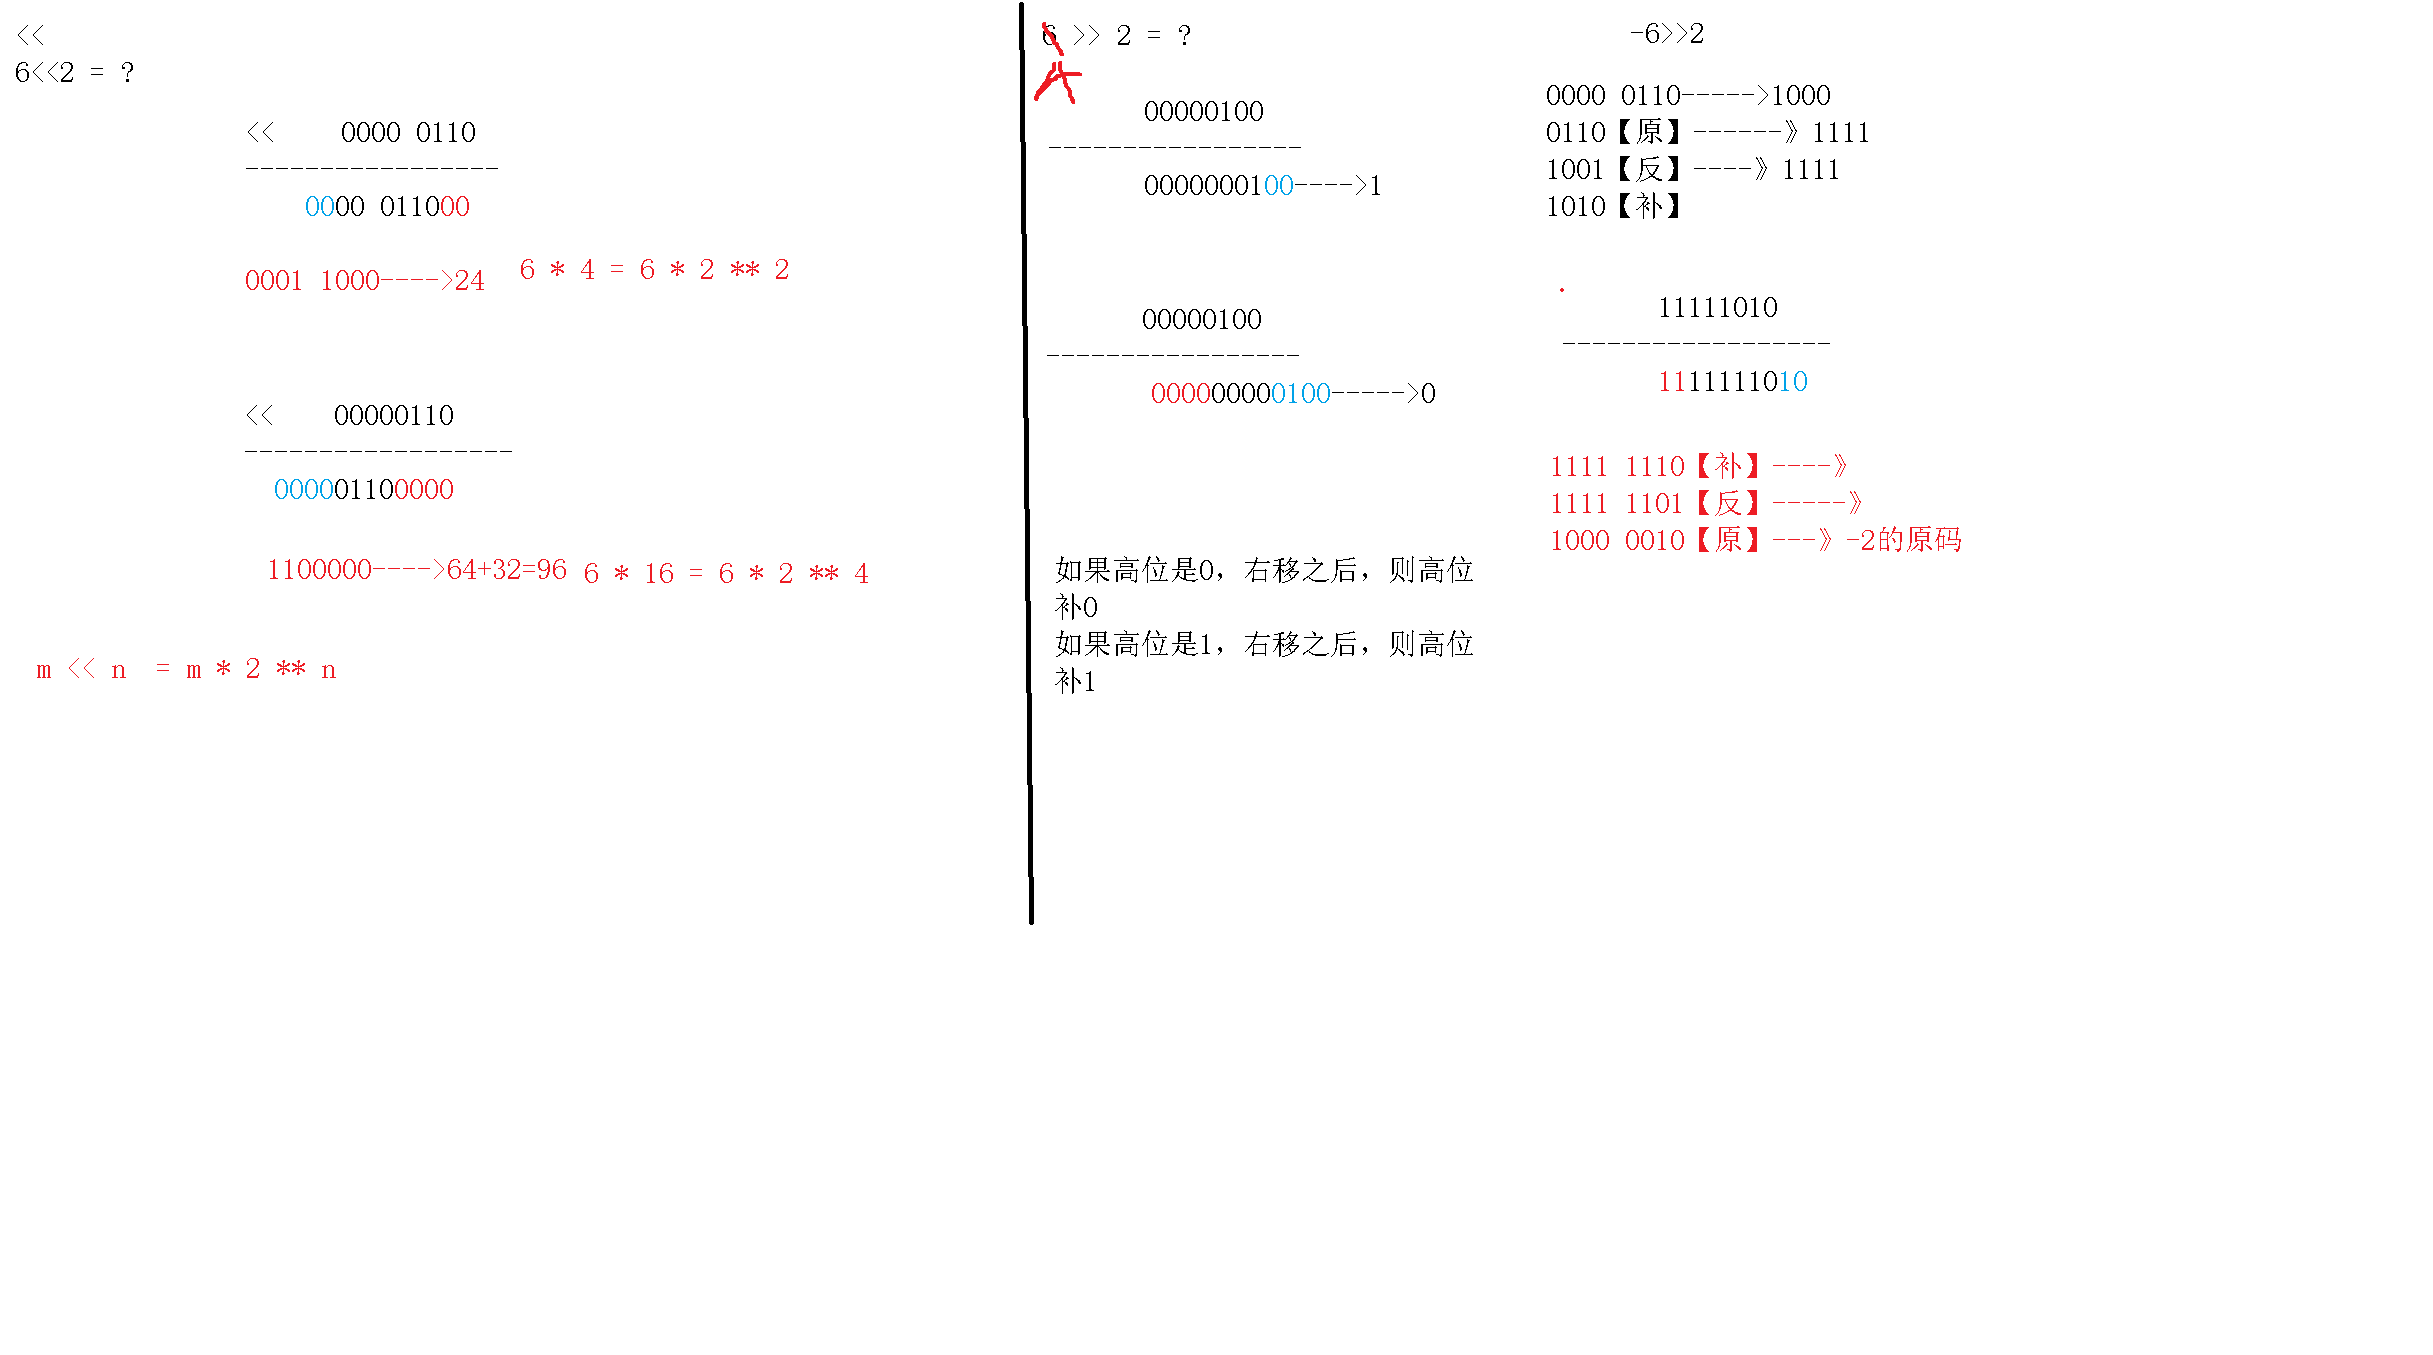 <<
6<<2 = ?
<<    0000 0110
-----------------
0000 011000
0001 1000---->24
6 * 4 = 6 * 2 ** 2
<<    00000110
------------------
000001100000
1100000---->64+32=96
6 * 16 = 6 * 2 ** 4
m << n  = m * 2 ** n
6 >> 2 = ?
4
00000100
-----------------
0000000100---->1
00000100
-----------------
000000000100----->0
如果高位是0，右移之后，则高位
补0
如果高位是1，右移之后，则高位
补1
-6>>2
0000 0110----->1000
0110【原】------》1111
1001【反】----》1111
1010【补】
11111010
------------------
1111111010
1111 1110【补】----》
1111 1101【反】-----》
1000 0010【原】---》-2的原码